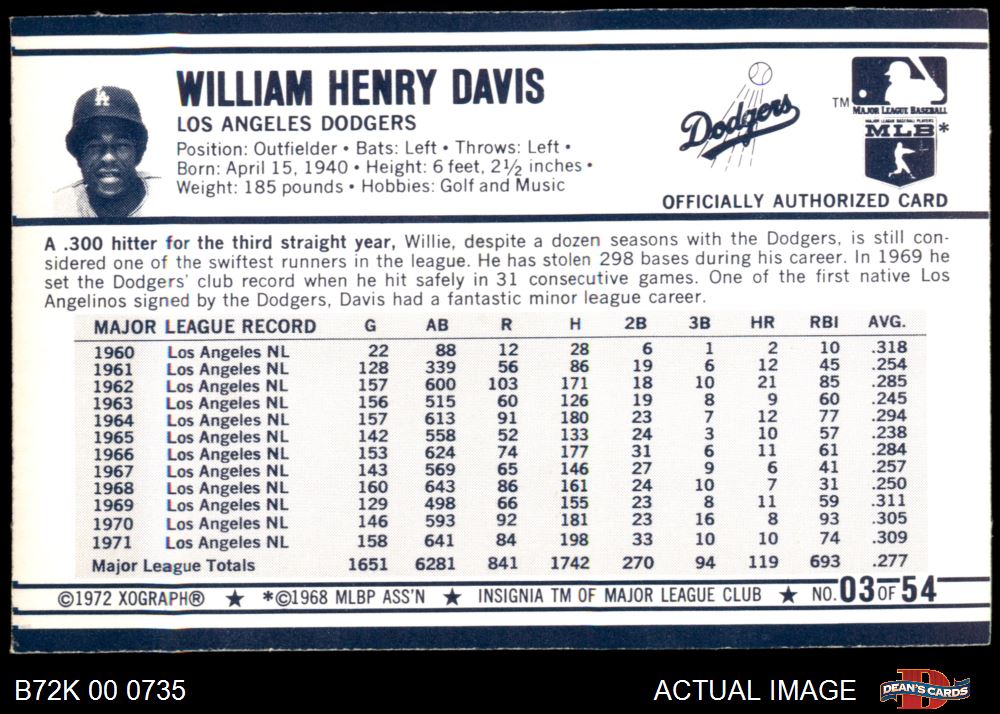 WILLIAM HENRY DAVIS
LOS ANGELES DODGERS
Position: Outfielder • Bats: Left • Throws: Left •
Born: April 15, 1940 • Height: 6 feet, 2½ inches •
Weight: 185 pounds • Hobbies: Golf and Music
LA
Dodgers
TM
MAJOR LEAGUE BASEBALL
MAJOR LEAGUE BASEBALL PLAYERS
MLB*
OFFICIALLY AUTHORIZED CARD
A .300 hitter for the third straight year, Willie, despite a dozen seasons with the Dodgers, is still con-
sidered one of the swiftest runners in the league. He has stolen 298 bases during his career. In 1969 he
set the Dodgers' club record when he hit safely in 31 consecutive games. One of the first native Los
Angelinos signed by the Dodgers, Davis had a fantastic minor league career.
MAJOR LEAGUE RECORD G AB R H 2B 3B HR RBI AVG.
1960 Los Angeles NL 22 88 12 28 6 1 2 10 .318
1961 Los Angeles NL 128 339 56 86 19 6 12 45 .254
1962 Los Angeles NL 157 600 103 171 18 10 21 85 .285
1963 Los Angeles NL 156 515 60 126 19 8 9 60 .245
1964 Los Angeles NL 157 613 91 180 23 7 12 77 .294
1965 Los Angeles NL 142 558 52 133 24 3 10 57 .238
1966 Los Angeles NL 153 624 74 177 31 6 11 61 .284
1967 Los Angeles NL 143 569 65 146 27 9 6 41 .257
1968 Los Angeles NL 160 643 86 161 24 10 7 31 .250
1969 Los Angeles NL 129 498 66 155 23 8 11 59 .311
1970 Los Angeles NL 146 593 92 181 23 16 8 93 .305
1971 Los Angeles NL 158 641 84 198 33 10 10 74 .309
Major League Totals 1651 6281 841 1742 270 94 119 693 .277
©1972 XOGRAPH® ★ *©1968 MLBP ASS'N ★ INSIGNIA TM OF MAJOR LEAGUE CLUB ★ NO. 03 OF 54
B72K 00 0735
ACTUAL IMAGE
D
DEAN'S CARDS